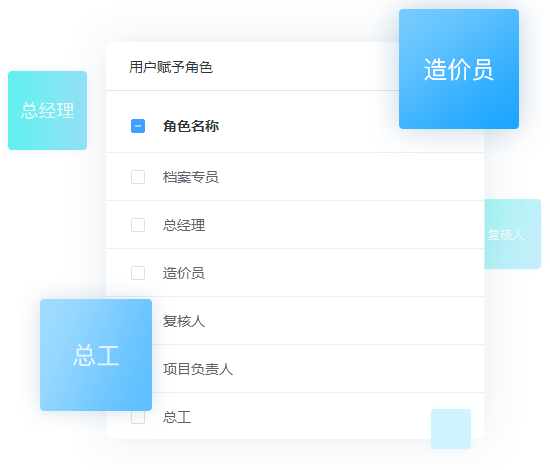 造价员
用户赋予角色
总经理
角色名称
档案专员
总经理
造价员
复核人
复核人
总工
项目负责人
总工